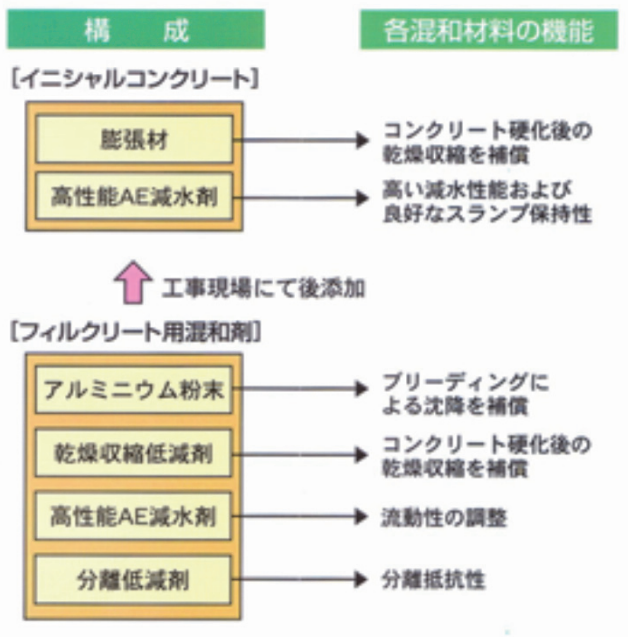 構 成
各混和材料の機能
［イニシャルコンクリート］
膨張材
コンクリート硬化後の
乾燥収縮を補償
高性能AE減水剤
高い減水性能および
良好なスランプ保持性
工事現場にて後添加
［フィルクリート用混和剤］
アルミニウム粉末
ブリーディングに
よる沈降を補償
乾燥収縮低減剤
コンクリート硬化後の
乾燥収縮を補償
高性能AE減水剤
流動性の調整
分離低減剤
分離抵抗性